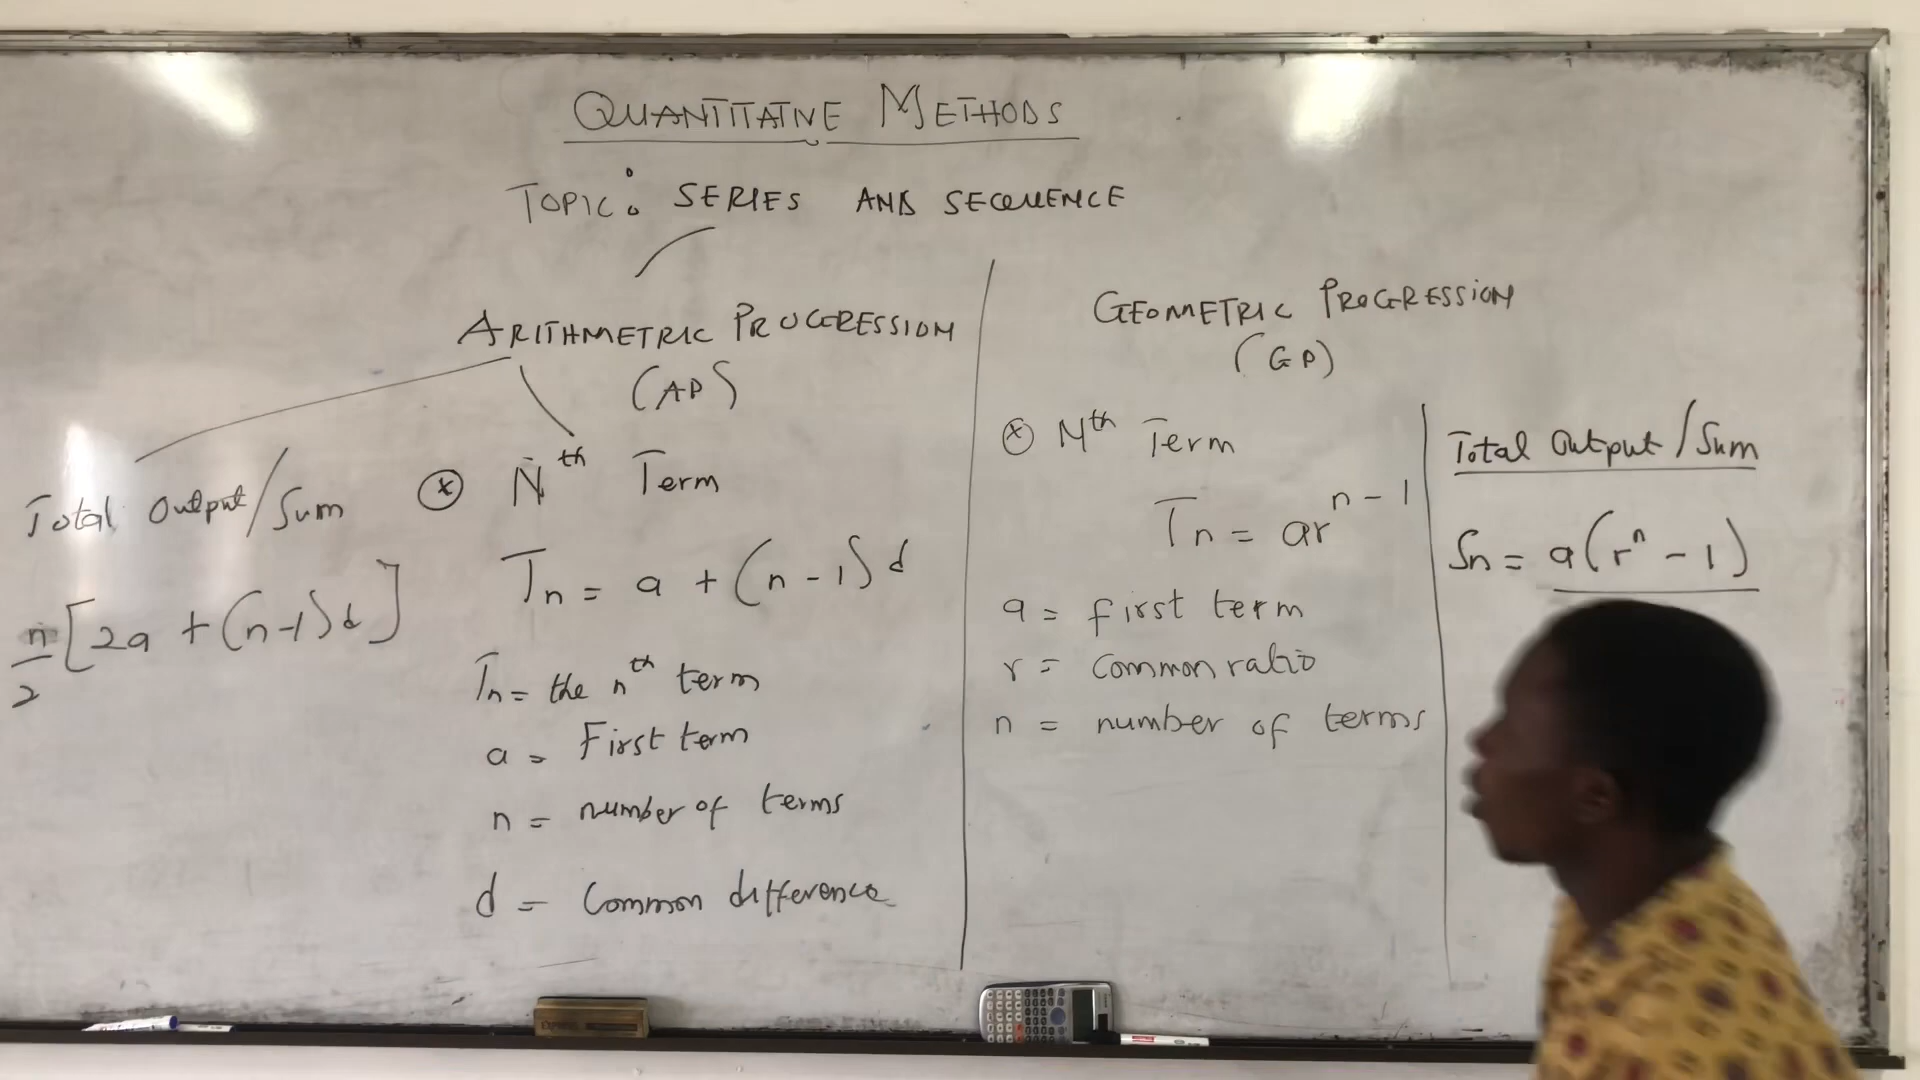 QUANTITATIVE METHODS
TOPIC: SERIES AND SEQUENCE
ARITHMETRIC PROGRESSION
(AP)
Total Output/Sum
n/2 [2a + (n-1)d]
Nth Term
Tn = a + (n-1)d
Tn = the nth term
a = First term
n = number of terms
d = Common difference
GEOMETRIC PROGRESSION
(GP)
Nth Term
Tn = ar^n-1
a = first term
r = common ratio
n = number of terms
Total Output/Sum
Sn = a(r^n - 1)